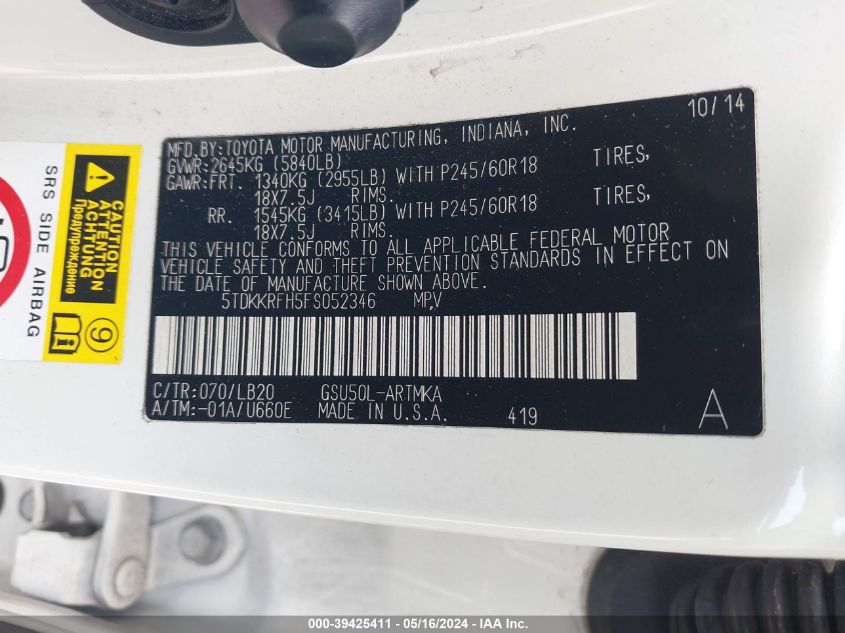 10/14
MFD.BY:TOYOTA MOTOR MANUFACTURING, INDIANA, INC.
GVWR:2645KG (5840LB)
GAWR:FRT. 1340KG (2955LB) WITH P245/60R18 TIRES,
18X7.5J RIMS.
RR. 1545KG (3415LB) WITH P245/60R18 TIRES,
18X7.5J RIMS.
THIS VEHICLE CONFORMS TO ALL APPLICABLE FEDERAL MOTOR
VEHICLE SAFETY AND THEFT PREVENTION STANDARDS IN EFFECT ON
THE DATE OF MANUFACTURE SHOWN ABOVE.
5TDKKRFH5FS052346 MPV
C/TR:070/LB20 GSU50L-ARTMKA
A/TM:-01A/U660E MADE IN U.S.A. 419 A
SRS SIDE AIRBAG
CAUTION
ATTENTION
ACHTUNG
Предупреждение
9
000-39425411 - 05/16/2024 - IAA Inc.